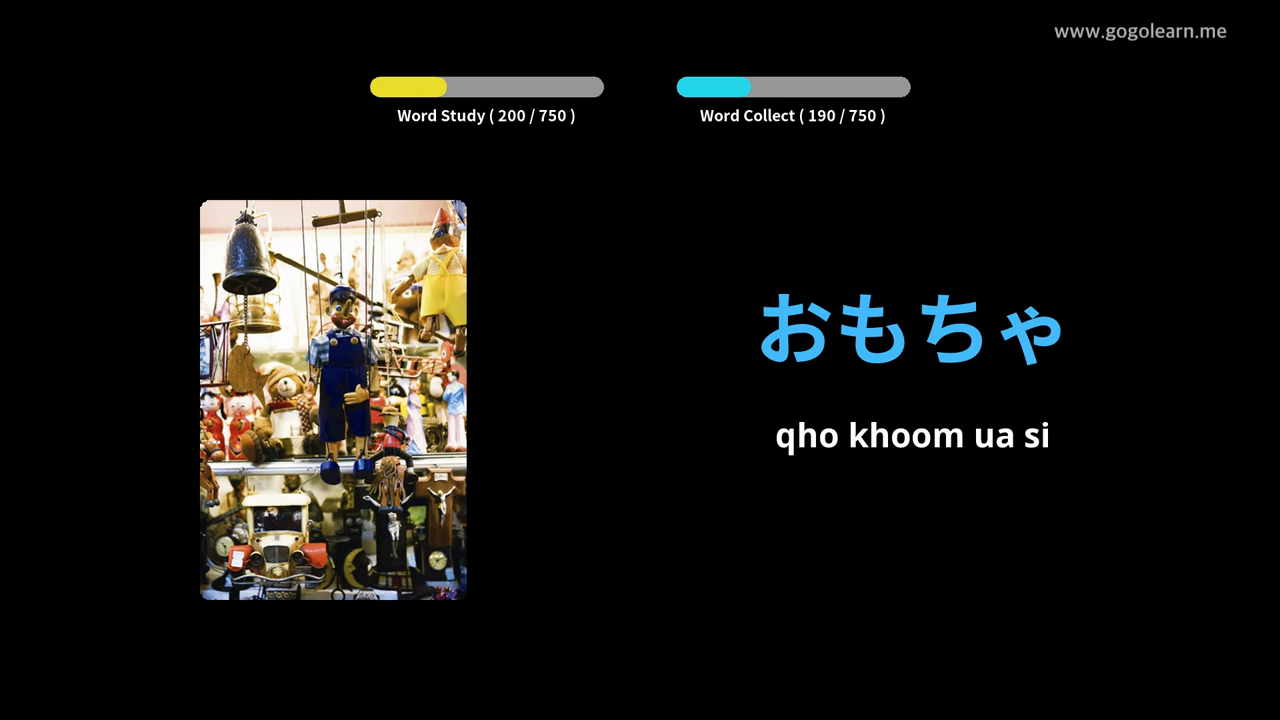 www.gogolearn.me
Word Study ( 200 / 750 )
Word Collect ( 190 / 750 )
おもちゃ
qho khoom ua si